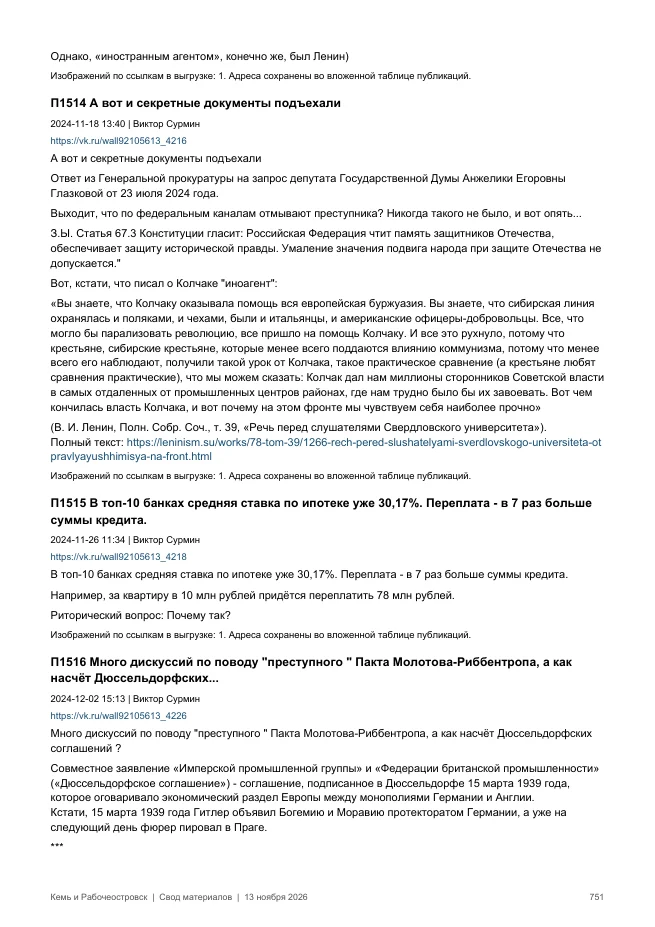 Однако, «иностранным агентом», конечно же, был Ленин)
Изображений по ссылкам в выгрузке: 1. Адреса сохранены во вложенной таблице публикаций.
П1514 А вот и секретные документы подъехали
2024-11-18 13:40 | Виктор Сурмин
https://vk.ru/wall92105613_4216
А вот и секретные документы подъехали
Ответ из Генеральной прокуратуры на запрос депутата Государственной Думы Анжелики Егоровны
Глазковой от 23 июля 2024 года.
Выходит, что по федеральным каналам отмывают преступника? Никогда такого не было, и вот опять...
З.Ы. Статья 67.3 Конституции гласит: Российская Федерация чтит память защитников Отечества,
обеспечивает защиту исторической правды. Умаление значения подвига народа при защите Отечества не
допускается."
Вот, кстати, что писал о Колчаке "иноагент":
«Вы знаете, что Колчаку оказывала помощь вся европейская буржуазия. Вы знаете, что сибирская линия
охранялась и поляками, и чехами, были и итальянцы, и американские офицеры-добровольцы. Все, что
могло бы парализовать революцию, все пришло на помощь Колчаку. И все это рухнуло, потому что
крестьяне, сибирские крестьяне, которые менее всего поддаются влиянию коммунизма, потому что менее
всего его наблюдают, получили такой урок от Колчака, такое практическое сравнение (а крестьяне любят
сравнения практические), что мы можем сказать: Колчак дал нам миллионы сторонников Советской власти
в самых отдаленных от промышленных центров районах, где нам трудно было бы их завоевать. Вот чем
кончилась власть Колчака, и вот почему на этом фронте мы чувствуем себя наиболее прочно»
(В. И. Ленин, Полн. Собр. Соч., т. 39, «Речь перед слушателями Свердловского университета»).
Полный текст: https://leninism.su/works/78-tom-39/1266-rech-pered-slushatelyami-sverdlovskogo-universiteta-ot
pravlyayushhimisya-na-front.html
Изображений по ссылкам в выгрузке: 1. Адреса сохранены во вложенной таблице публикаций.
П1515 В топ-10 банках средняя ставка по ипотеке уже 30,17%. Переплата - в 7 раз больше
суммы кредита.
2024-11-26 11:34 | Виктор Сурмин
https://vk.ru/wall92105613_4218
В топ-10 банках средняя ставка по ипотеке уже 30,17%. Переплата - в 7 раз больше суммы кредита.
Например, за квартиру в 10 млн рублей придётся переплатить 78 млн рублей.
Риторический вопрос: Почему так?
Изображений по ссылкам в выгрузке: 1. Адреса сохранены во вложенной таблице публикаций.
П1516 Много дискуссий по поводу "преступного " Пакта Молотова-Риббентропа, а как
насчёт Дюссельдорфских...
2024-12-02 15:13 | Виктор Сурмин
https://vk.ru/wall92105613_4226
Много дискуссий по поводу "преступного " Пакта Молотова-Риббентропа, а как насчёт Дюссельдорфских
соглашений ?
Совместное заявление «Имперской промышленной группы» и «Федерации британской промышленности»
(«Дюссельдорфское соглашение») - соглашение, подписанное в Дюссельдорфе 15 марта 1939 года,
которое оговаривало экономический раздел Европы между монополиями Германии и Англии.
Кстати, 15 марта 1939 года Гитлер объявил Богемию и Моравию протекторатом Германии, а уже на
следующий день фюрер пировал в Праге.
***
Кемь и Рабочеостровск | Свод материалов | 13 ноября 2026
751